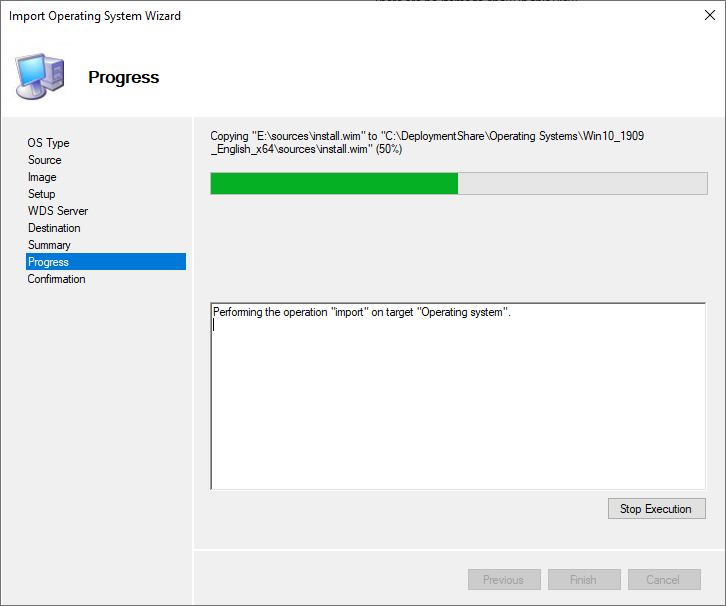 Import Operating System Wizard
Progress
OS Type
Source
Image
Setup
WDS Server
Destination
Summary
Progress
Confirmation
Copying "E:\sources\install.wim" to "C:\DeploymentShare\Operating Systems\Win10_1909
_English_x64\sources\install.wim" (50%)
Performing the operation "import" on target "Operating system".
Stop Execution
Previous
Finish
Cancel